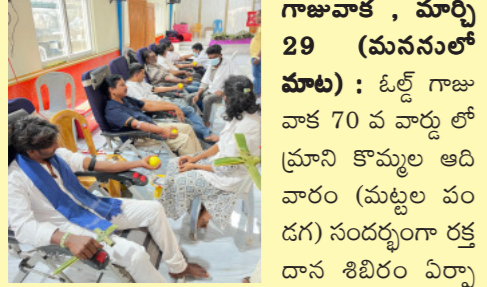 గాజువాక , మార్చి
29 (మననులో
మాట) : ఓల్డ్ గాజు
వాక 70 వ వార్డు లో
మ్రాని కొమ్మల ఆది
వారం (మట్టల పం
డగ) సందర్భంగా రక్త
దాన శిబిరం ఏర్పా